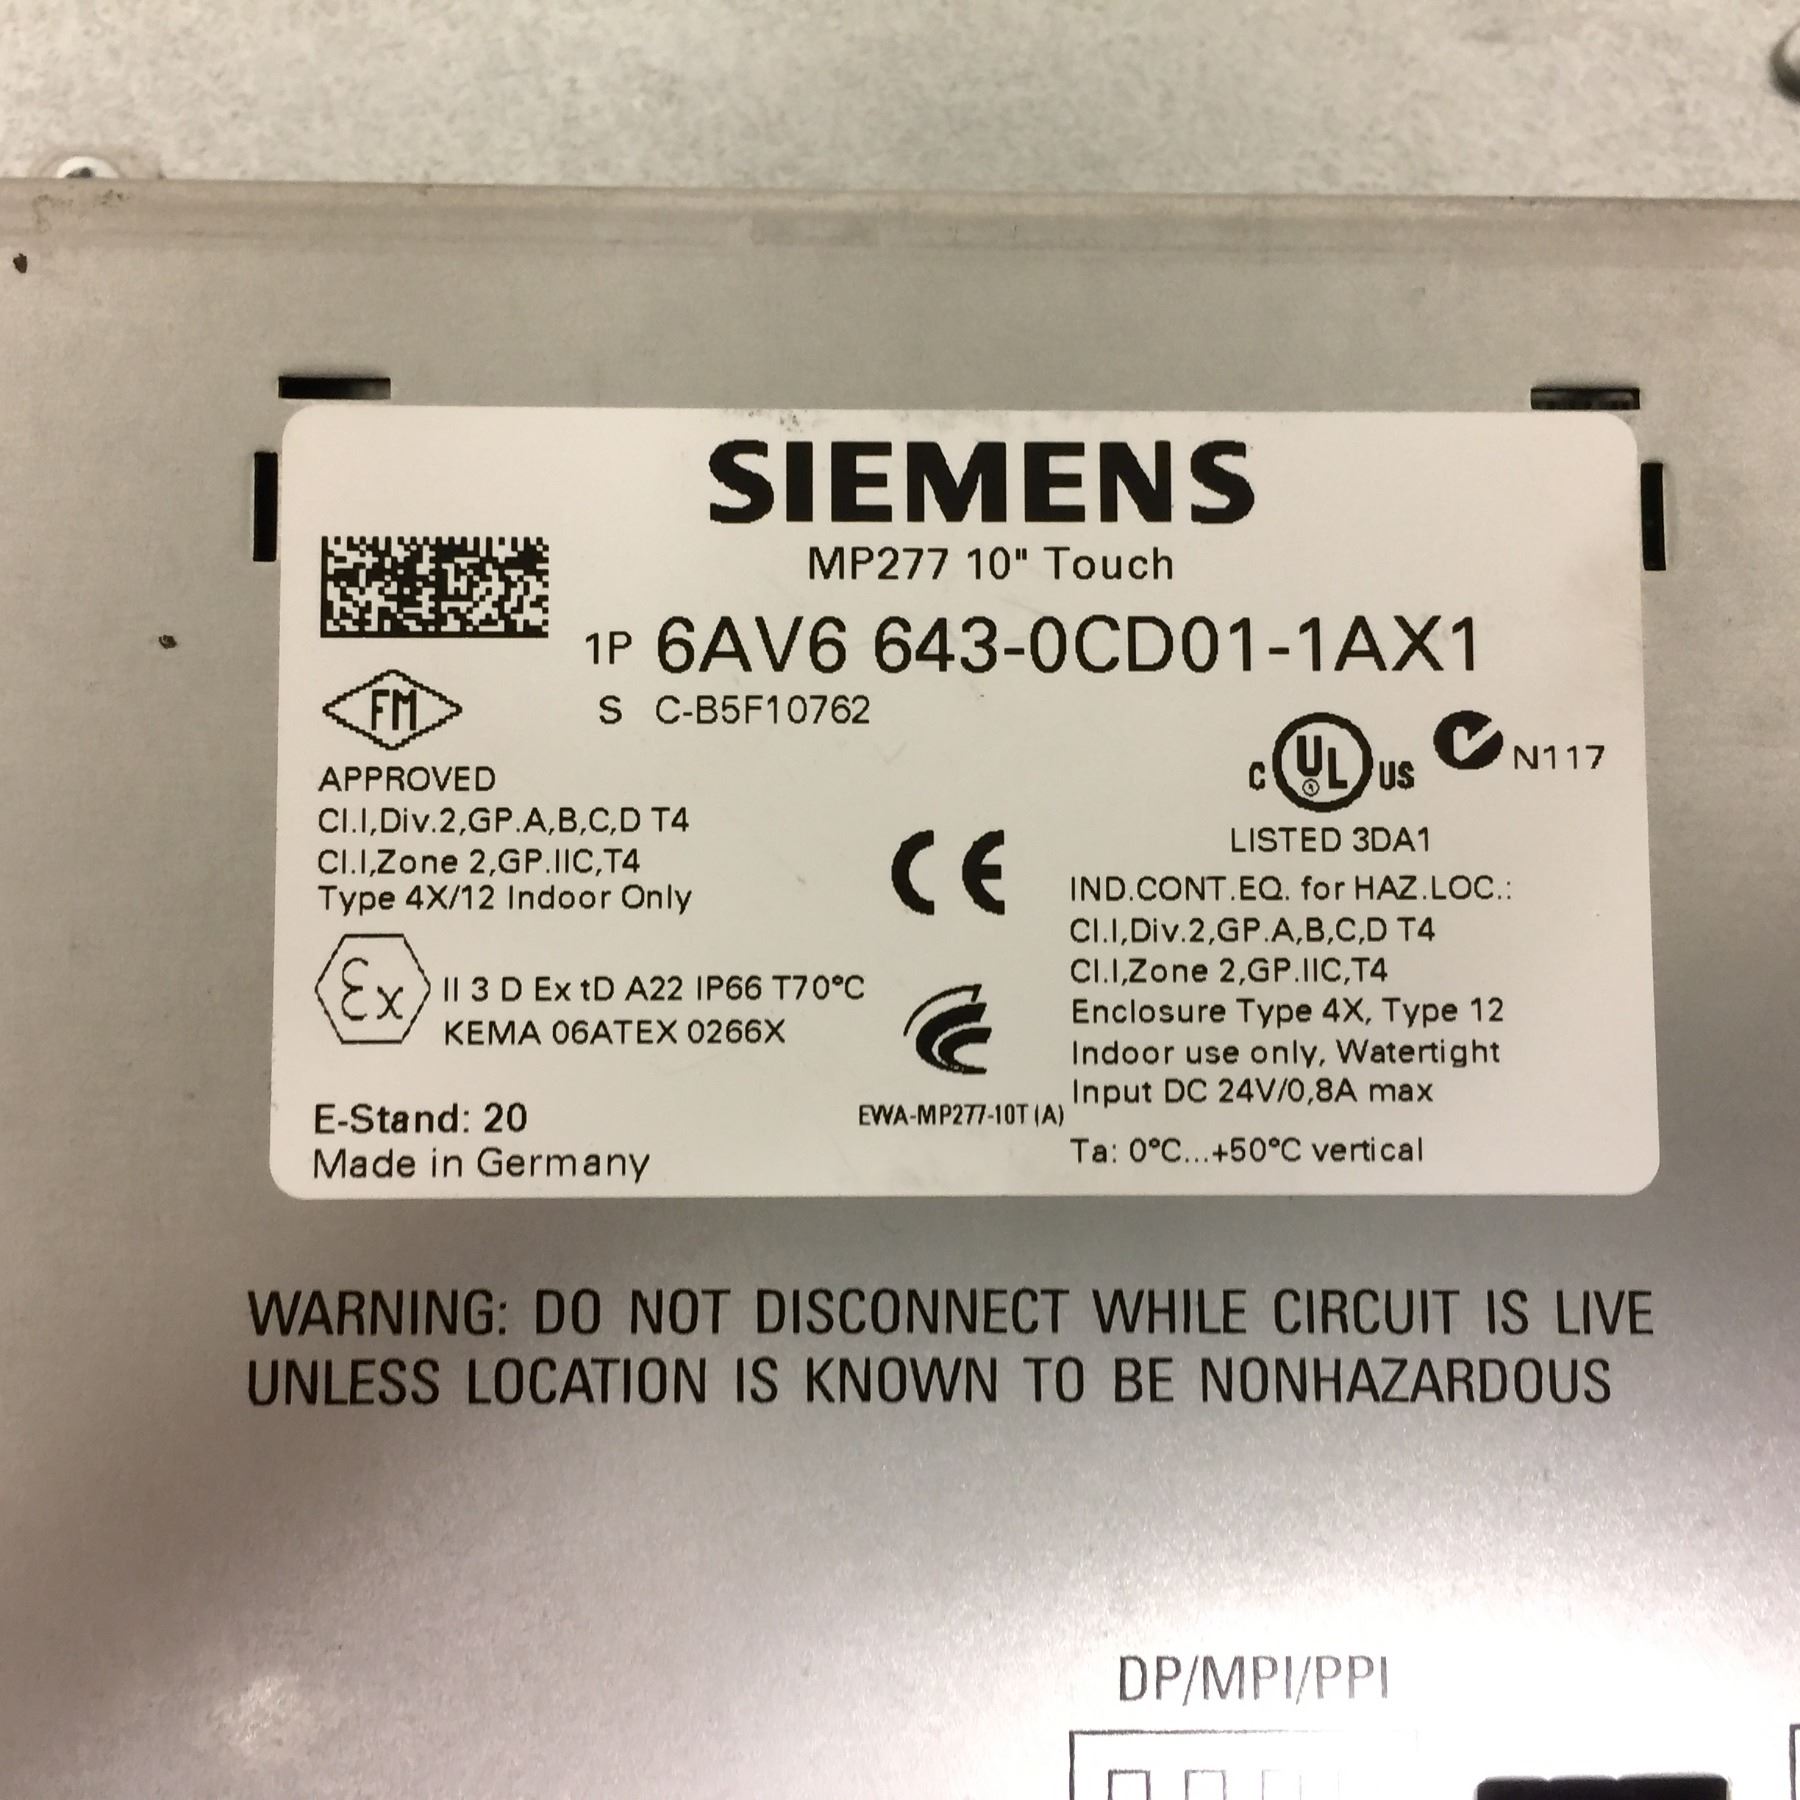 SIEMENS
MP277 10" Touch
1P 6AV6 643-0CD01-1AX1
S C-B5F10762
FM
APPROVED
Cl.I,Div.2,GP.A,B,C,D T4
Cl.I,Zone 2,GP.IIC,T4
Type 4X/12 Indoor Only
Ex II 3 D Ex tD A22 IP66 T70°C
KEMA 06ATEX 0266X
E-Stand: 20
Made in Germany
CE
EWA-MP277-10T (A)
C UL US N117
LISTED 3DA1
IND.CONT.EQ. for HAZ.LOC.:
Cl.I,Div.2,GP.A,B,C,D T4
Cl.I,Zone 2,GP.IIC,T4
Enclosure Type 4X, Type 12
Indoor use only, Watertight
Input DC 24V/0,8A max
Ta: 0°C...+50°C vertical
WARNING: DO NOT DISCONNECT WHILE CIRCUIT IS LIVE
UNLESS LOCATION IS KNOWN TO BE NONHAZARDOUS
DP/MPI/PPI